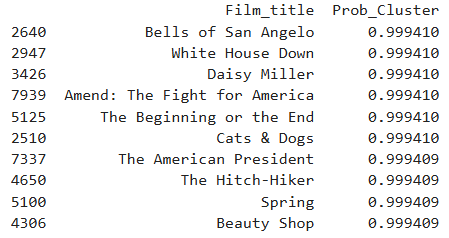 Film_title Prob_Cluster
2640 Bells of San Angelo 0.999410
2947 White House Down 0.999410
3426 Daisy Miller 0.999410
7939 Amend: The Fight for America 0.999410
5125 The Beginning or the End 0.999410
2510 Cats & Dogs 0.999410
7337 The American President 0.999409
4650 The Hitch-Hiker 0.999409
5100 Spring 0.999409
4306 Beauty Shop 0.999409